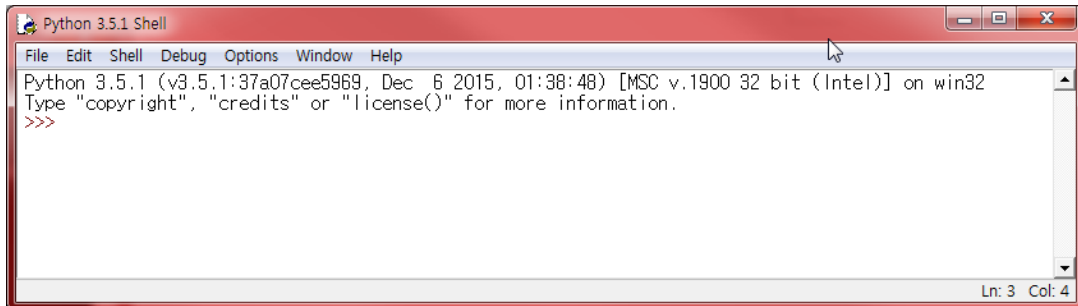 Python 3.5.1 Shell
File Edit Shell Debug Options Window Help
Python 3.5.1 (v3.5.1:37a07cee5969, Dec  6 2015, 01:38:48) [MSC v.1900 32 bit (Intel)] on win32
Type "copyright", "credits" or "license()" for more information.
>>>
Ln: 3 Col: 4